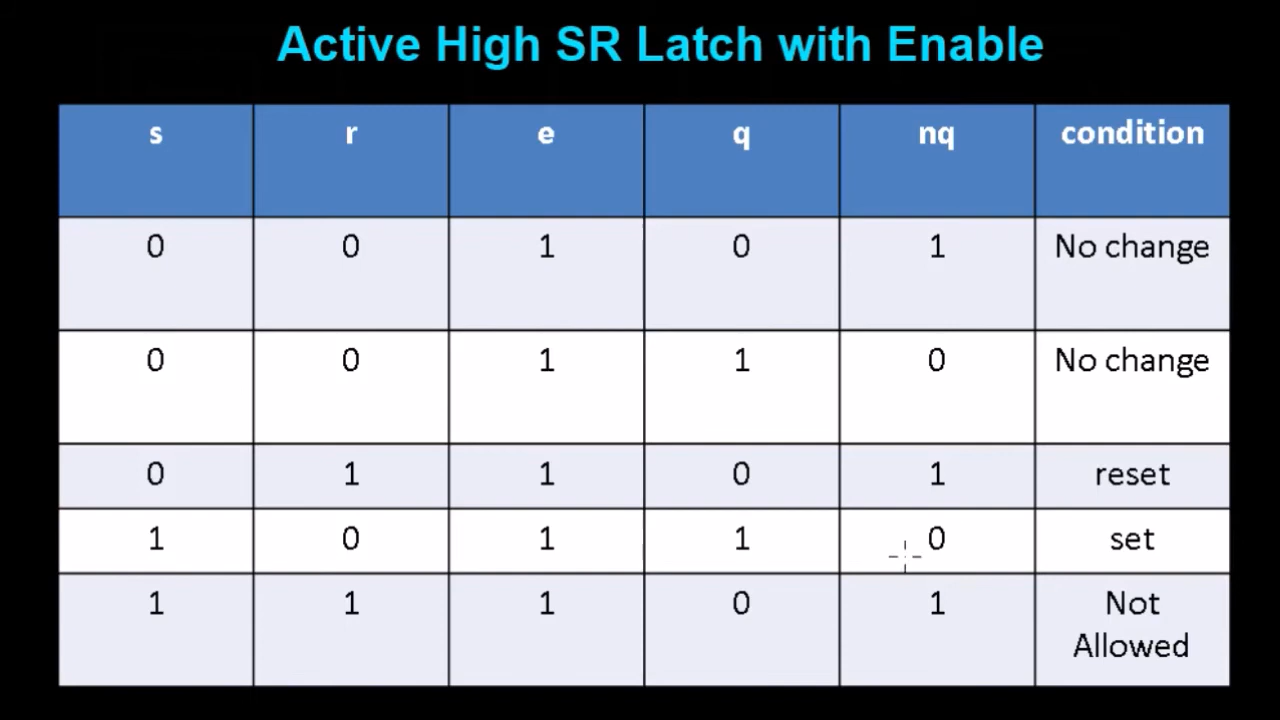 Active High SR Latch with Enable
s r e q nq condition
0 0 1 0 1 No change
0 0 1 1 0 No change
0 1 1 0 1 reset
1 0 1 1 0 set
1 1 1 0 1 Not
Allowed